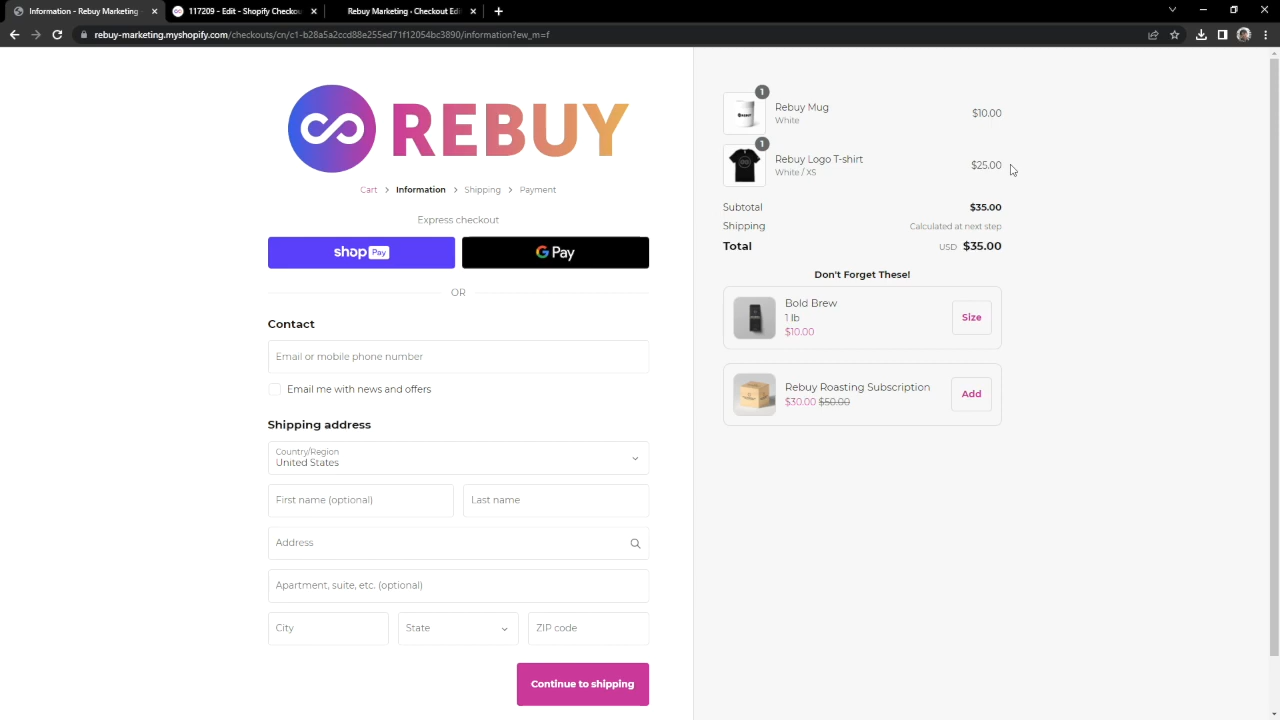 Information - Rebuy Marketing -
117209 - Edit - Shopify Checkou
Rebuy Marketing · Checkout Edi
rebuy-marketing.myshopify.com/checkouts/cn/c1-b28a5a2ccd88e255ed71f12054bc3890/information?ew_m=f
REBUY
Cart > Information > Shipping > Payment
Express checkout
shop Pay
G Pay
OR
Contact
Email or mobile phone number
Email me with news and offers
Shipping address
Country/Region
United States
First name (optional)
Last name
Address
Apartment, suite, etc. (optional)
City
State
ZIP code
Continue to shipping
1
Rebuy Mug
White
$10.00
1
Rebuy Logo T-shirt
White / XS
$25.00
Subtotal $35.00
Shipping Calculated at next step
Total USD $35.00
Don't Forget These!
Bold Brew
1 lb
$10.00
Size
Rebuy Roasting Subscription
$30.00 $50.00
Add